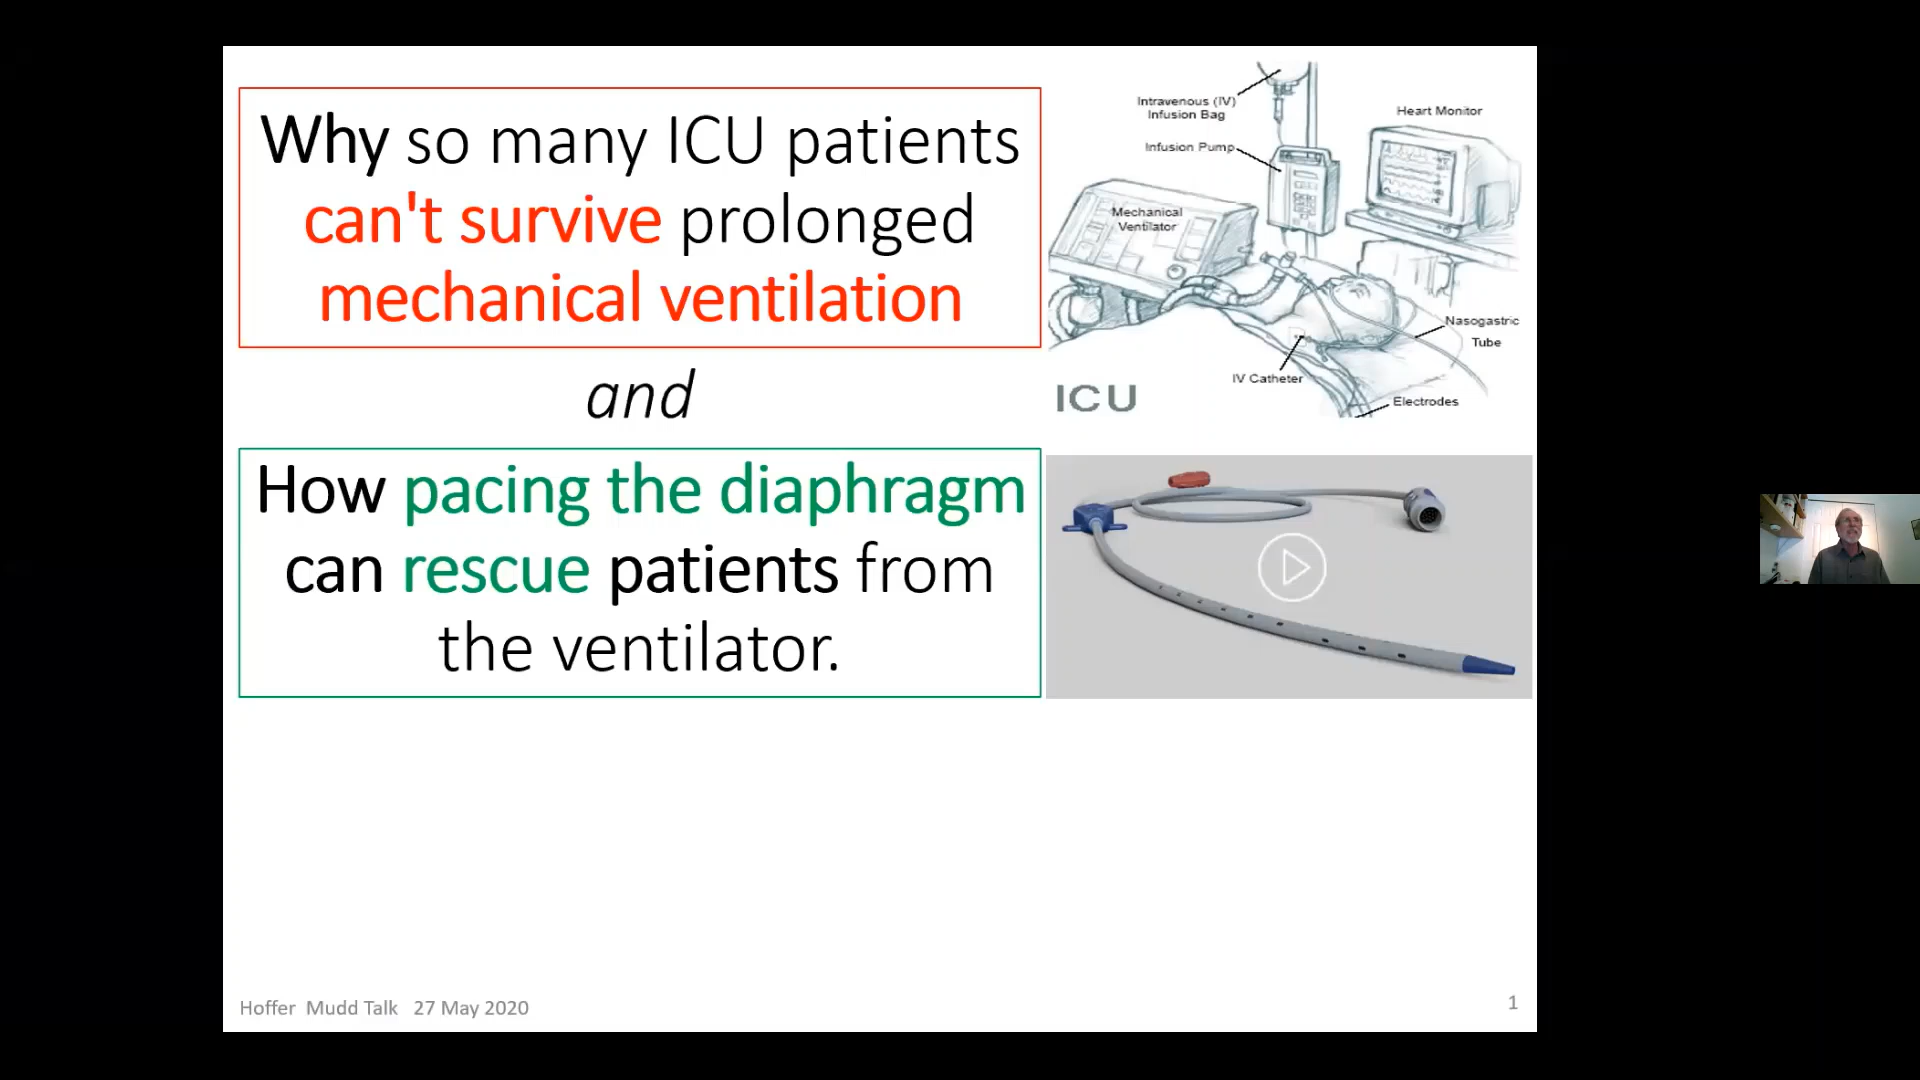 Why so many ICU patients
can't survive prolonged
mechanical ventilation
and
How pacing the diaphragm
can rescue patients from
the ventilator.
Intravenous (IV)
Infusion Bag
Infusion Pump
Heart Monitor
Mechanical
Ventilator
Nasogastric
Tube
IV Catheter
Electrodes
ICU
Hoffer Mudd Talk 27 May 2020
1